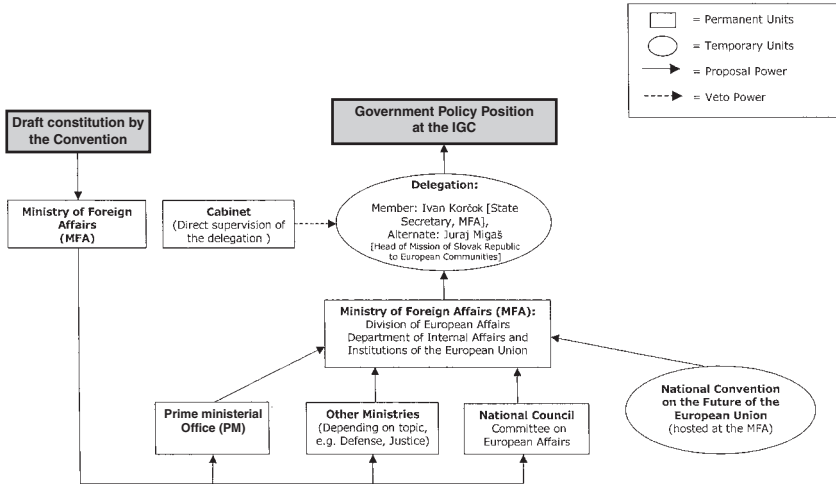 = Permanent Units
= Temporary Units
= Proposal Power
= Veto Power
Draft constitution by
the Convention
Government Policy Position
at the IGC
Ministry of Foreign
Affairs
(MFA)
Cabinet
(Direct supervision of
the delegation )
Delegation:
Member: Ivan Korčok [State
Secretary, MFA],
Alternate: Juraj Migaš
[Head of Mission of Slovak Republic
to European Communities]
Ministry of Foreign Affairs (MFA):
Division of European Affairs
Department of Internal Affairs and
Institutions of the European Union
Prime ministerial
Office (PM)
Other Ministries
(Depending on topic,
e.g. Defense, Justice)
National Council
Committee on
European Affairs
National Convention
on the Future of the
European Union
(hosted at the MFA)